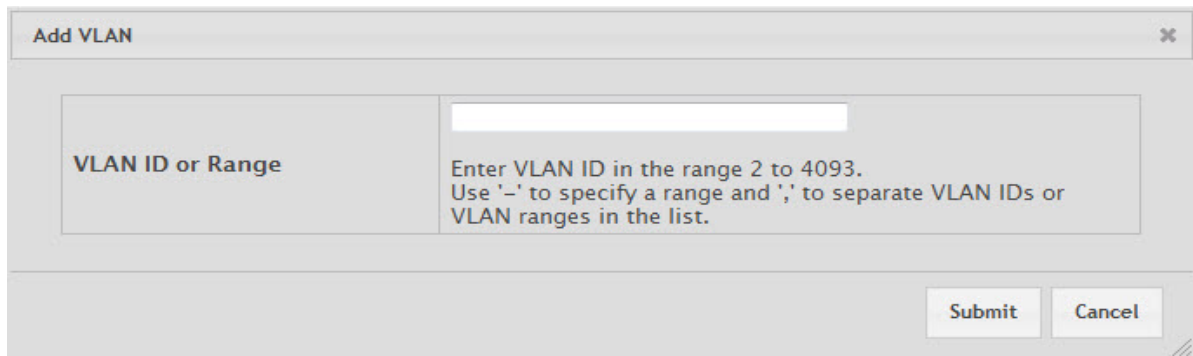 Add VLAN
VLAN ID or Range
Enter VLAN ID in the range 2 to 4093.
Use '-' to specify a range and ',' to separate VLAN IDs or
VLAN ranges in the list.
Submit Cancel